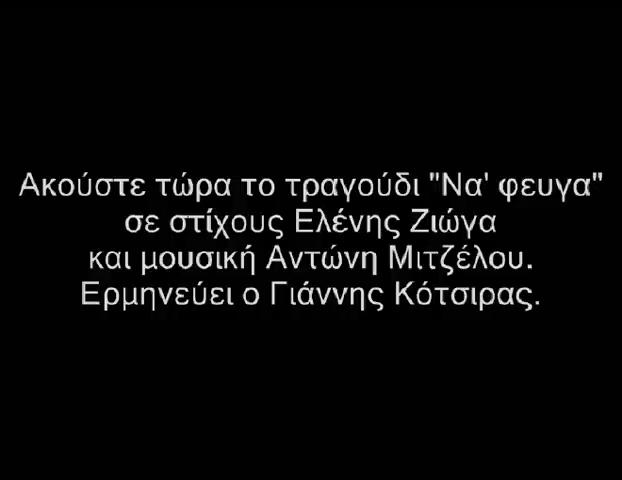 Ακούστε τώρα το τραγούδι "Να' φευγα"
σε στίχους Ελένης Ζιώγα
και μουσική Αντώνη Μιτζέλου.
Ερμηνεύει ο Γιάννης Κότσιρας.